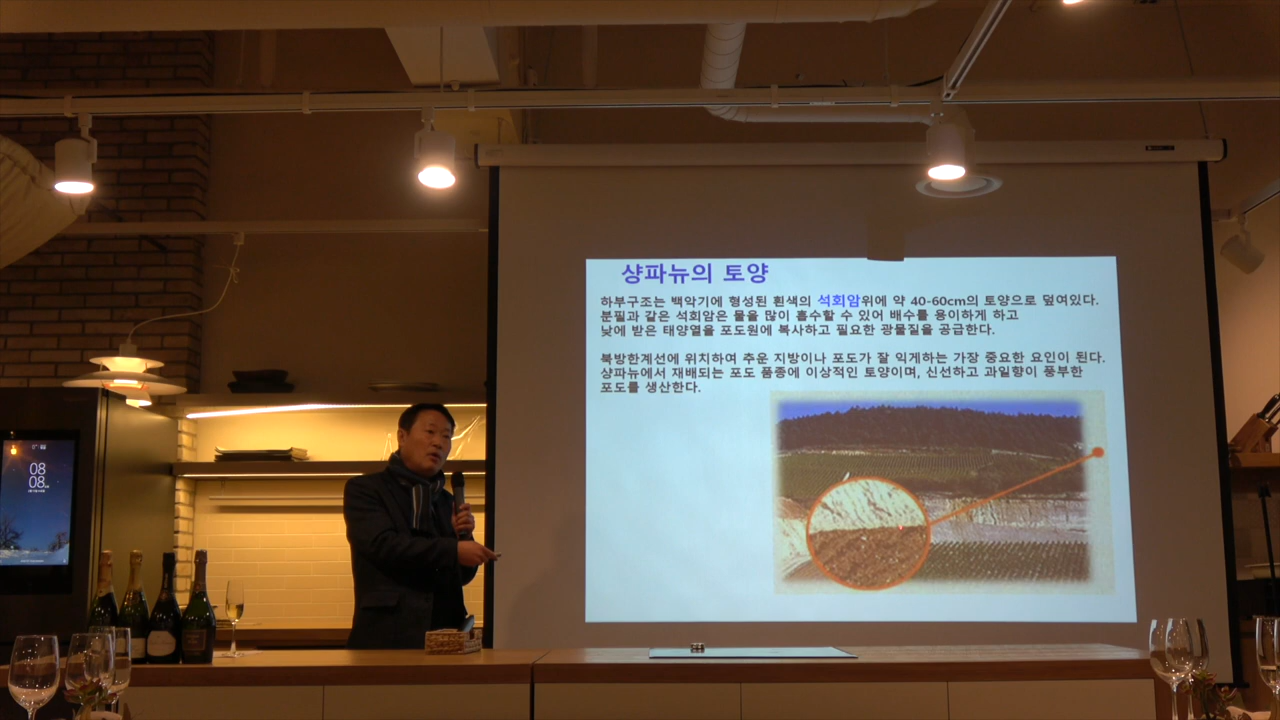 샹파뉴의 토양
하부구조는 백악기에 형성된 흰색의 석회암위에 약 40-60cm의 토양으로 덮여있다.
분필과 같은 석회암은 물을 많이 흡수할 수 있어 배수를 용이하게 하고
낮에 받은 태양열을 포도원에 복사하고 필요한 광물질을 공급한다.
북방한계선에 위치하여 추운 지방이나 포도가 잘 익게하는 가장 중요한 요인이 된다.
샹파뉴에서 재배되는 포도 품종에 이상적인 토양이며, 신선하고 과일향이 풍부한
포도를 생산한다.
08
08